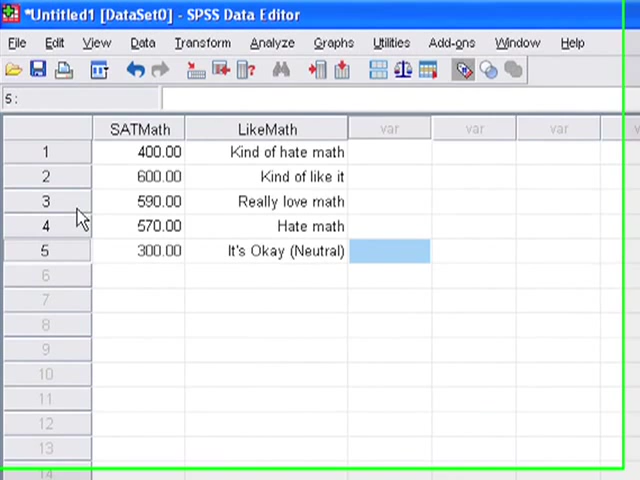 *Untitled1 [DataSet0] - SPSS Data Editor
File Edit View Data Transform Analyze Graphs Utilities Add-ons Window Help
5 :
SATMath LikeMath var var var v
1 400.00 Kind of hate math
2 600.00 Kind of like it
3 590.00 Really love math
4 570.00 Hate math
5 300.00 It's Okay (Neutral)
6
7
8
9
10
11
12
13
14